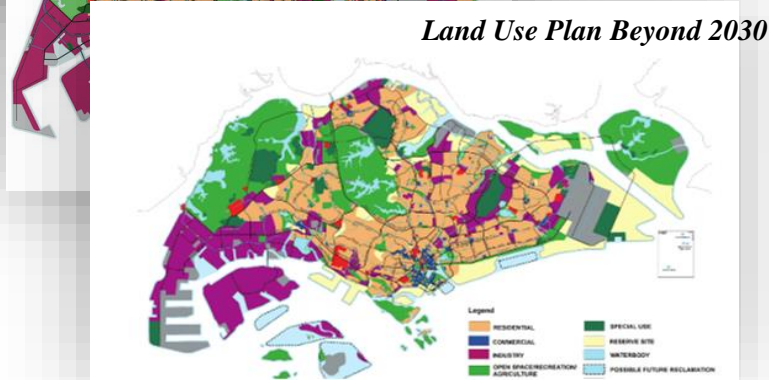 Land Use Plan Beyond 2030
Legend
RESIDENTIAL
COMMERCIAL
INDUSTRY
OPEN SPACE/RECREATION/
AGRICULTURE
SPECIAL USE
RESERVE SITE
WATERBODY
POSSIBLE FUTURE RECLAMATION